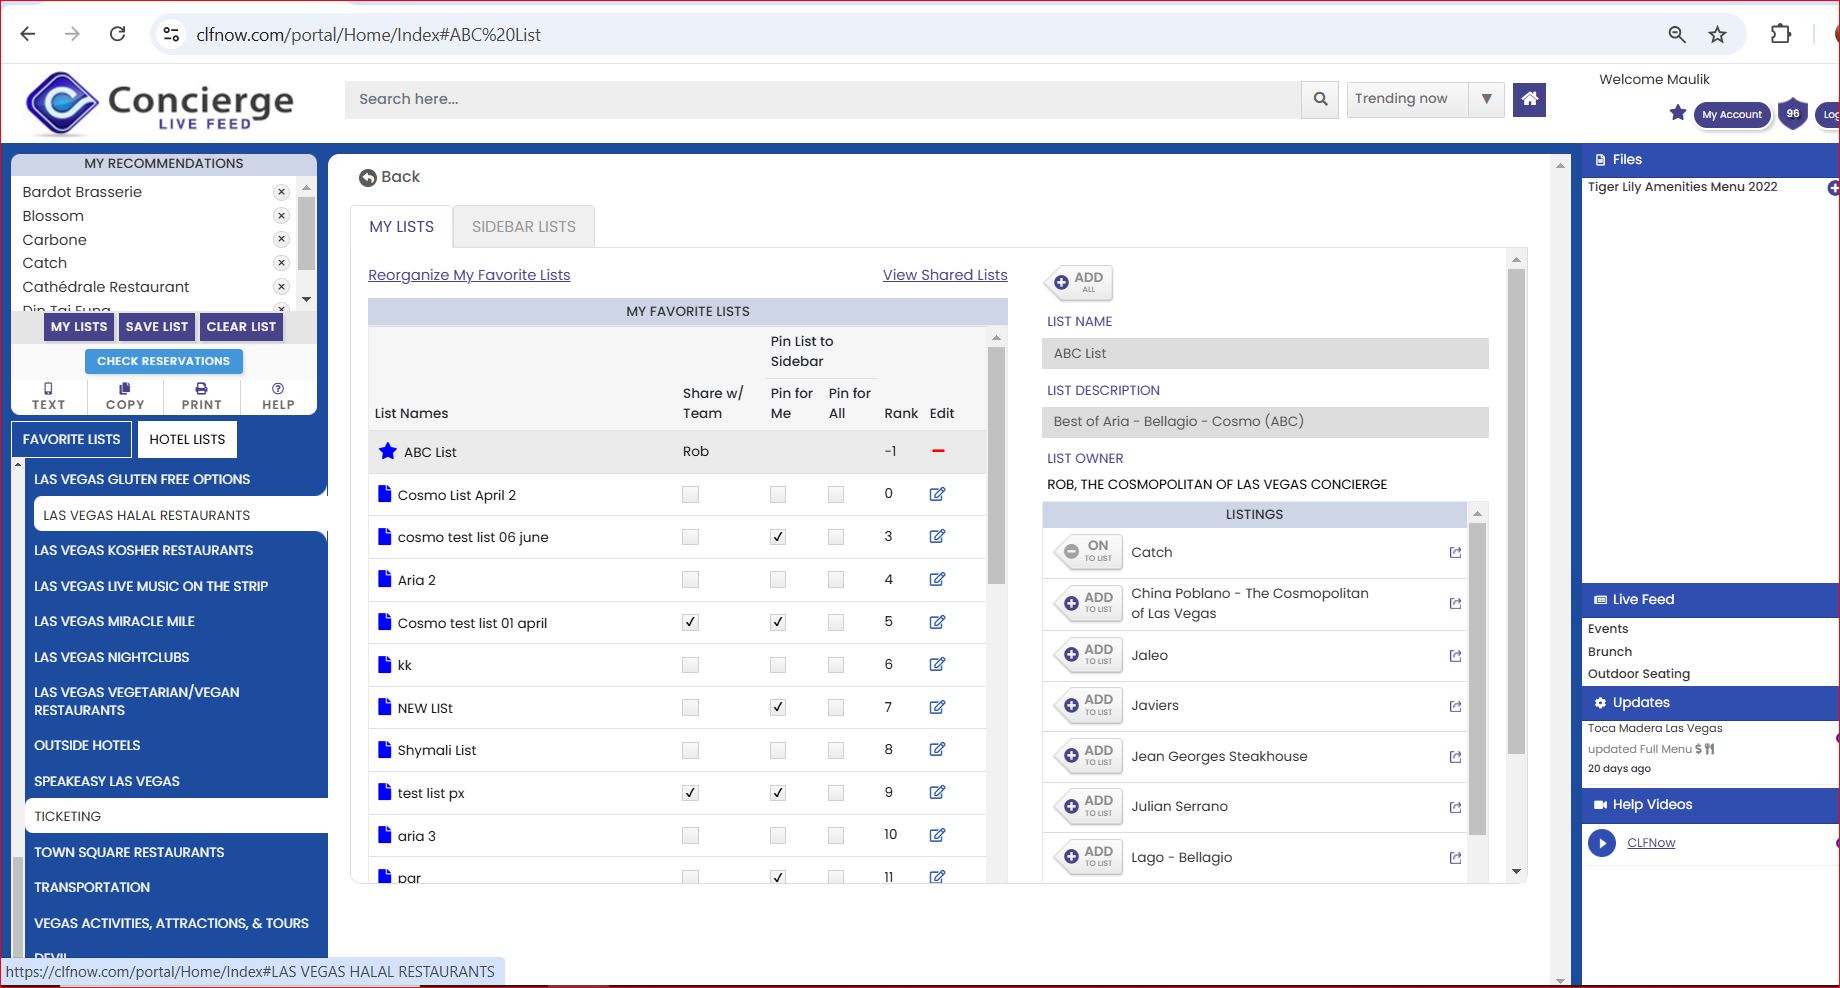 clfnow.com/portal/Home/Index#ABC%20List
Concierge
LIVE FEED
Search here...
Trending now
Welcome Maulik
My Account
96
MY RECOMMENDATIONS
Bardot Brasserie
Blossom
Carbone
Catch
Cathédrale Restaurant
Din Tai Fung
MY LISTS
SAVE LIST
CLEAR LIST
CHECK RESERVATIONS
TEXT
COPY
PRINT
HELP
FAVORITE LISTS
HOTEL LISTS
LAS VEGAS GLUTEN FREE OPTIONS
LAS VEGAS HALAL RESTAURANTS
LAS VEGAS KOSHER RESTAURANTS
LAS VEGAS LIVE MUSIC ON THE STRIP
LAS VEGAS MIRACLE MILE
LAS VEGAS NIGHTCLUBS
LAS VEGAS VEGETARIAN/VEGAN
RESTAURANTS
OUTSIDE HOTELS
SPEAKEASY LAS VEGAS
TICKETING
TOWN SQUARE RESTAURANTS
TRANSPORTATION
VEGAS ACTIVITIES, ATTRACTIONS, & TOURS
https://clfnow.com/portal/Home/Index#LAS VEGAS HALAL RESTAURANTS
Back
MY LISTS
SIDEBAR LISTS
Reorganize My Favorite Lists
View Shared Lists
MY FAVORITE LISTS
Pin List to
Sidebar
List Names
Share w/
Team
Pin for
Me
Pin for
All
Rank
Edit
ABC List Rob -1
Cosmo List April 2 0
cosmo test list 06 june 3
Aria 2 4
Cosmo test list 01 april 5
kk 6
NEW LISt 7
Shymali List 8
test list px 9
aria 3 10
par 11
ADD
ALL
LIST NAME
ABC List
LIST DESCRIPTION
Best of Aria - Bellagio - Cosmo (ABC)
LIST OWNER
ROB, THE COSMOPOLITAN OF LAS VEGAS CONCIERGE
LISTINGS
ON
TO LIST
Catch
ADD
TO LIST
China Poblano - The Cosmopolitan
of Las Vegas
ADD
TO LIST
Jaleo
ADD
TO LIST
Javiers
ADD
TO LIST
Jean Georges Steakhouse
ADD
TO LIST
Julian Serrano
ADD
TO LIST
Lago - Bellagio
Files
Tiger Lily Amenities Menu 2022
Live Feed
Events
Brunch
Outdoor Seating
Updates
Toca Madera Las Vegas
updated Full Menu $
20 days ago
Help Videos
CLFNow